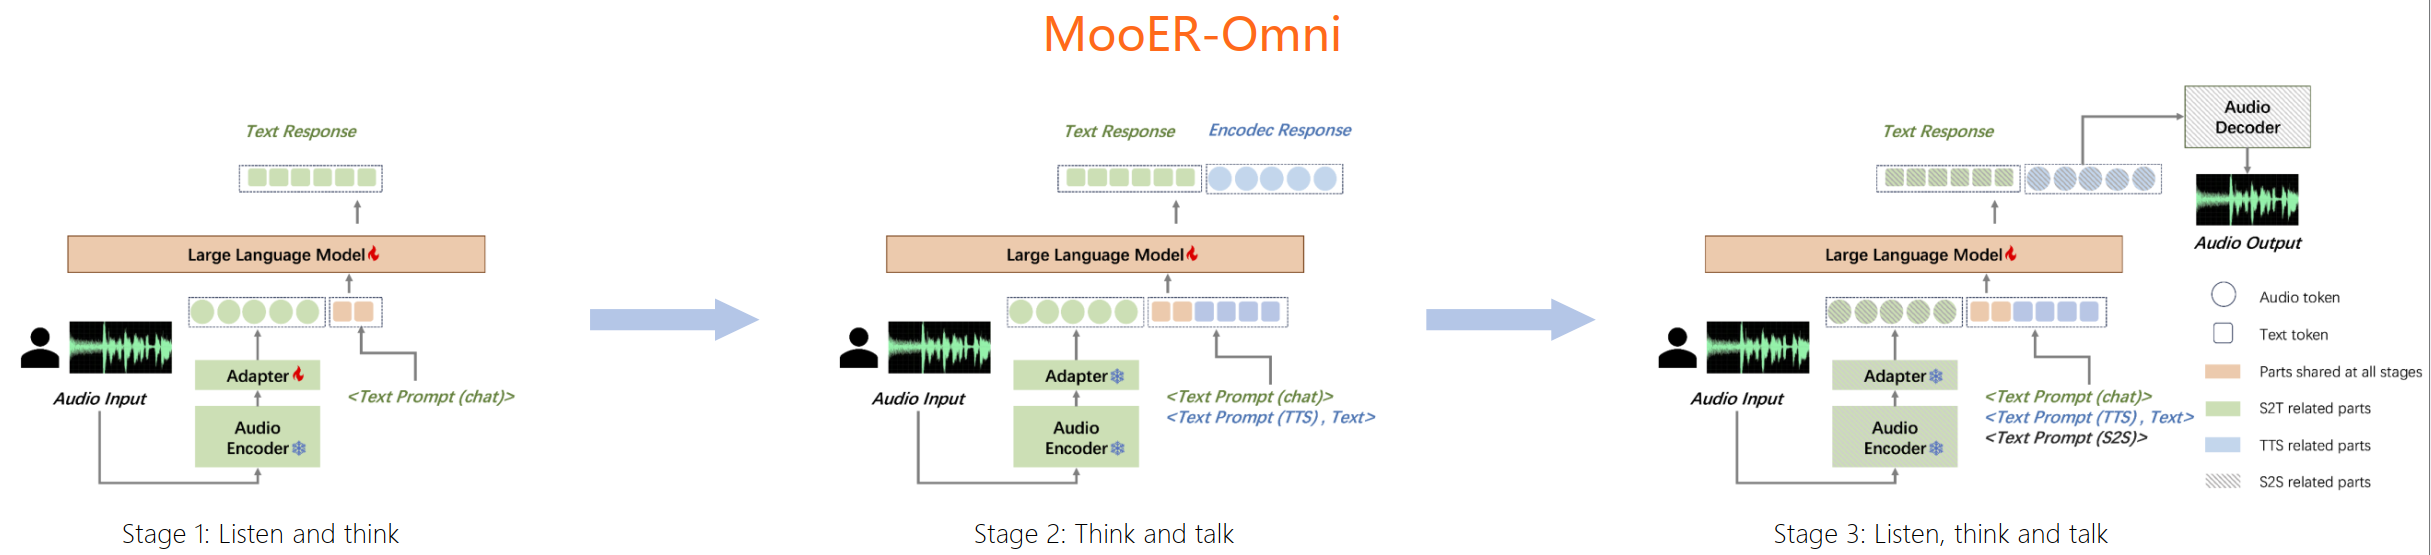 MooER-Omni
Text Response
Large Language Model
Adapter
Audio Input
<Text Prompt (chat)>
Audio
Encoder
Stage 1: Listen and think
Text Response
Encodec Response
Large Language Model
Adapter
Audio Input
<Text Prompt (chat)>
<Text Prompt (TTS) , Text>
Audio
Encoder
Stage 2: Think and talk
Text Response
Audio
Decoder
Audio Output
Large Language Model
Adapter
Audio Input
<Text Prompt (chat)>
<Text Prompt (TTS) , Text>
<Text Prompt (S2S)>
Audio
Encoder
Stage 3: Listen, think and talk
Audio token
Text token
Parts shared at all stages
S2T related parts
TTS related parts
S2S related parts